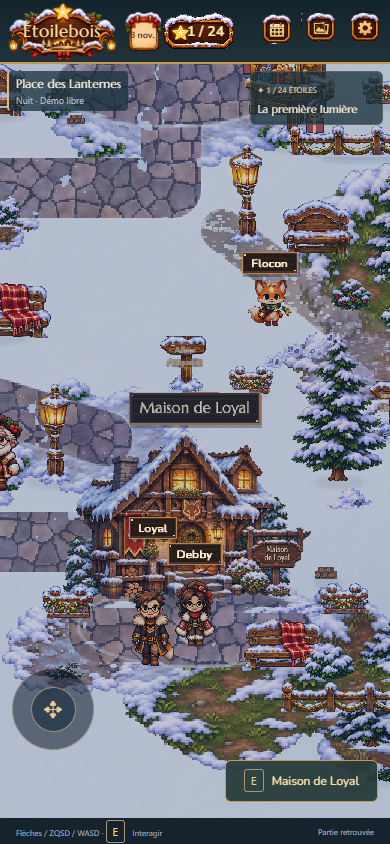 Étoilebois
8 nov.
1 / 24
Place des Lanternes
Nuit · Démo libre
✦ 1 / 24 ÉTOILES
La première lumière
Flocon
Maison de Loyal
Loyal
Debby
Maison
de Loyal
E Maison de Loyal
Flèches / ZQSD / WASD · E Interagir
Partie retrouvée